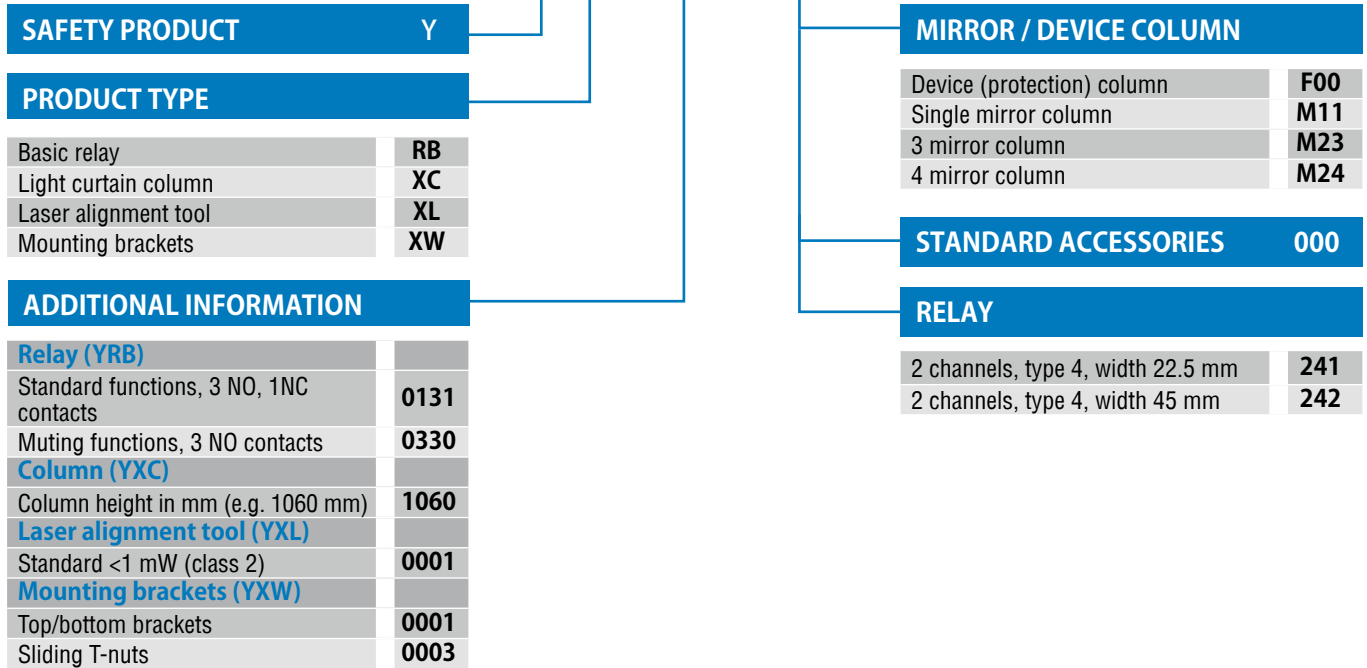 SAFETY PRODUCT Y
PRODUCT TYPE
Basic relay RB
Light curtain column XC
Laser alignment tool XL
Mounting brackets XW
ADDITIONAL INFORMATION
Relay (YRB)
Standard functions, 3 NO, 1NC
contacts 0131
Muting functions, 3 NO contacts 0330
Column (YXC)
Column height in mm (e.g. 1060 mm) 1060
Laser alignment tool (YXL)
Standard <1 mW (class 2) 0001
Mounting brackets (YXW)
Top/bottom brackets 0001
Sliding T-nuts 0003
MIRROR / DEVICE COLUMN
Device (protection) column F00
Single mirror column M11
3 mirror column M23
4 mirror column M24
STANDARD ACCESSORIES 000
RELAY
2 channels, type 4, width 22.5 mm 241
2 channels, type 4, width 45 mm 242